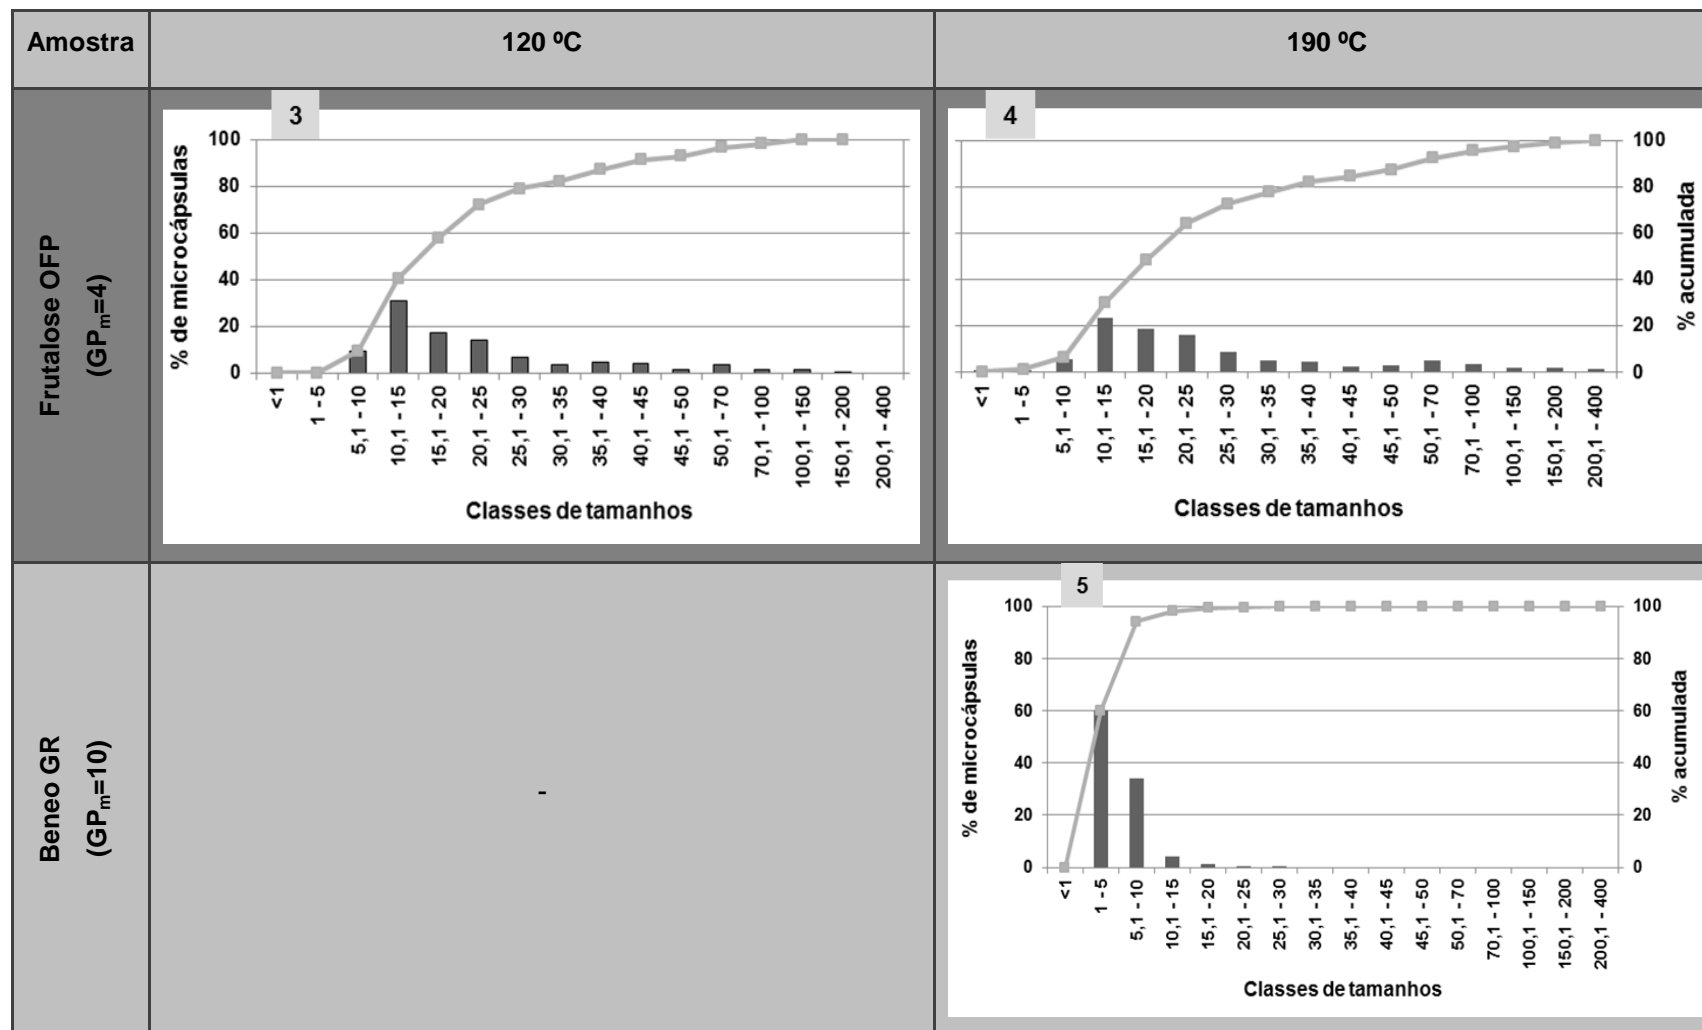 Amostra
120 ºC
190 ºC
Frutalose OFP
(GPm=4)
3
% de microcápsulas
100
80
60
40
20
0
<1
1 - 5
5,1 - 10
10,1 - 15
15,1 - 20
20,1 - 25
25,1 - 30
30,1 - 35
35,1 - 40
40,1 - 45
45,1 - 50
50,1 - 70
70,1 - 100
100,1 - 150
150,1 - 200
200,1 - 400
Classes de tamanhos
4
100
80
60
40
20
0
% acumulada
<1
1 - 5
5,1 - 10
10,1 - 15
15,1 - 20
20,1 - 25
25,1 - 30
30,1 - 35
35,1 - 40
40,1 - 45
45,1 - 50
50,1 - 70
70,1 - 100
100,1 - 150
150,1 - 200
200,1 - 400
Classes de tamanhos
Beneo GR
(GPm=10)
-
5
% de microcápsulas
100
80
60
40
20
0
100
80
60
40
20
0
% acumulada
<1
1 - 5
5,1 - 10
10,1 - 15
15,1 - 20
20,1 - 25
25,1 - 30
30,1 - 35
35,1 - 40
40,1 - 45
45,1 - 50
50,1 - 70
70,1 - 100
100,1 - 150
150,1 - 200
200,1 - 400
Classes de tamanhos